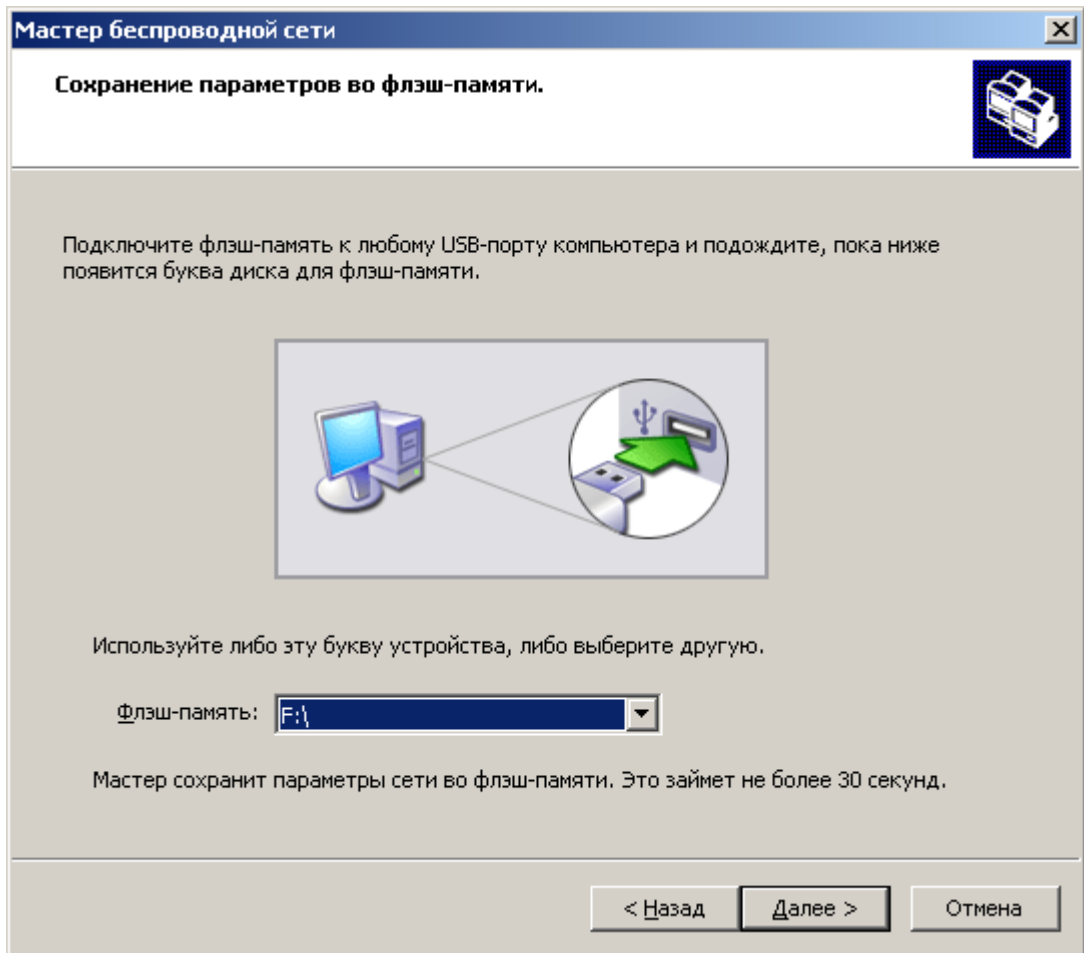 Мастер беспроводной сети
Сохранение параметров во флэш-памяти.
Подключите флэш-память к любому USB-порту компьютера и подождите, пока ниже
появится буква диска для флэш-памяти.
Используйте либо эту букву устройства, либо выберите другую.
Флэш-память: F:\
Мастер сохранит параметры сети во флэш-памяти. Это займет не более 30 секунд.
< Назад Далее > Отмена